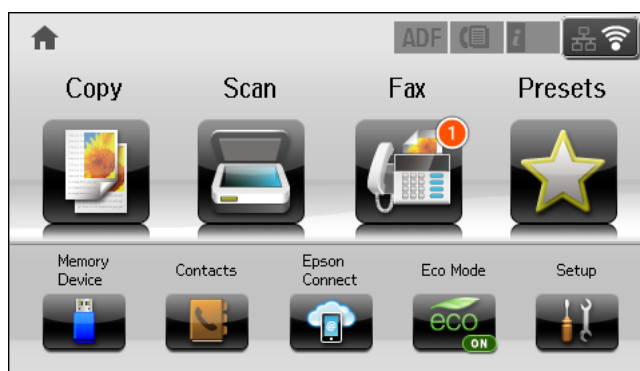 ADF i
Copy Scan Fax Presets
1
Memory Device Contacts Epson Connect Eco Mode Setup
@
eco
ON